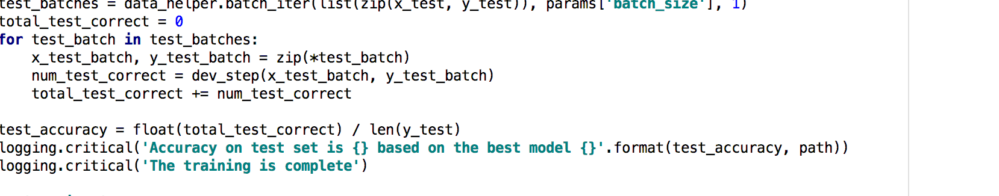 test_batches = data_helper.batch_iter(list(zip(x_test, y_test)), params['batch_size'], 1)
total_test_correct = 0
for test_batch in test_batches:
    x_test_batch, y_test_batch = zip(*test_batch)
    num_test_correct = dev_step(x_test_batch, y_test_batch)
    total_test_correct += num_test_correct

test_accuracy = float(total_test_correct) / len(y_test)
logging.critical('Accuracy on test set is {} based on the best model {}'.format(test_accuracy, path))
logging.critical('The training is complete')